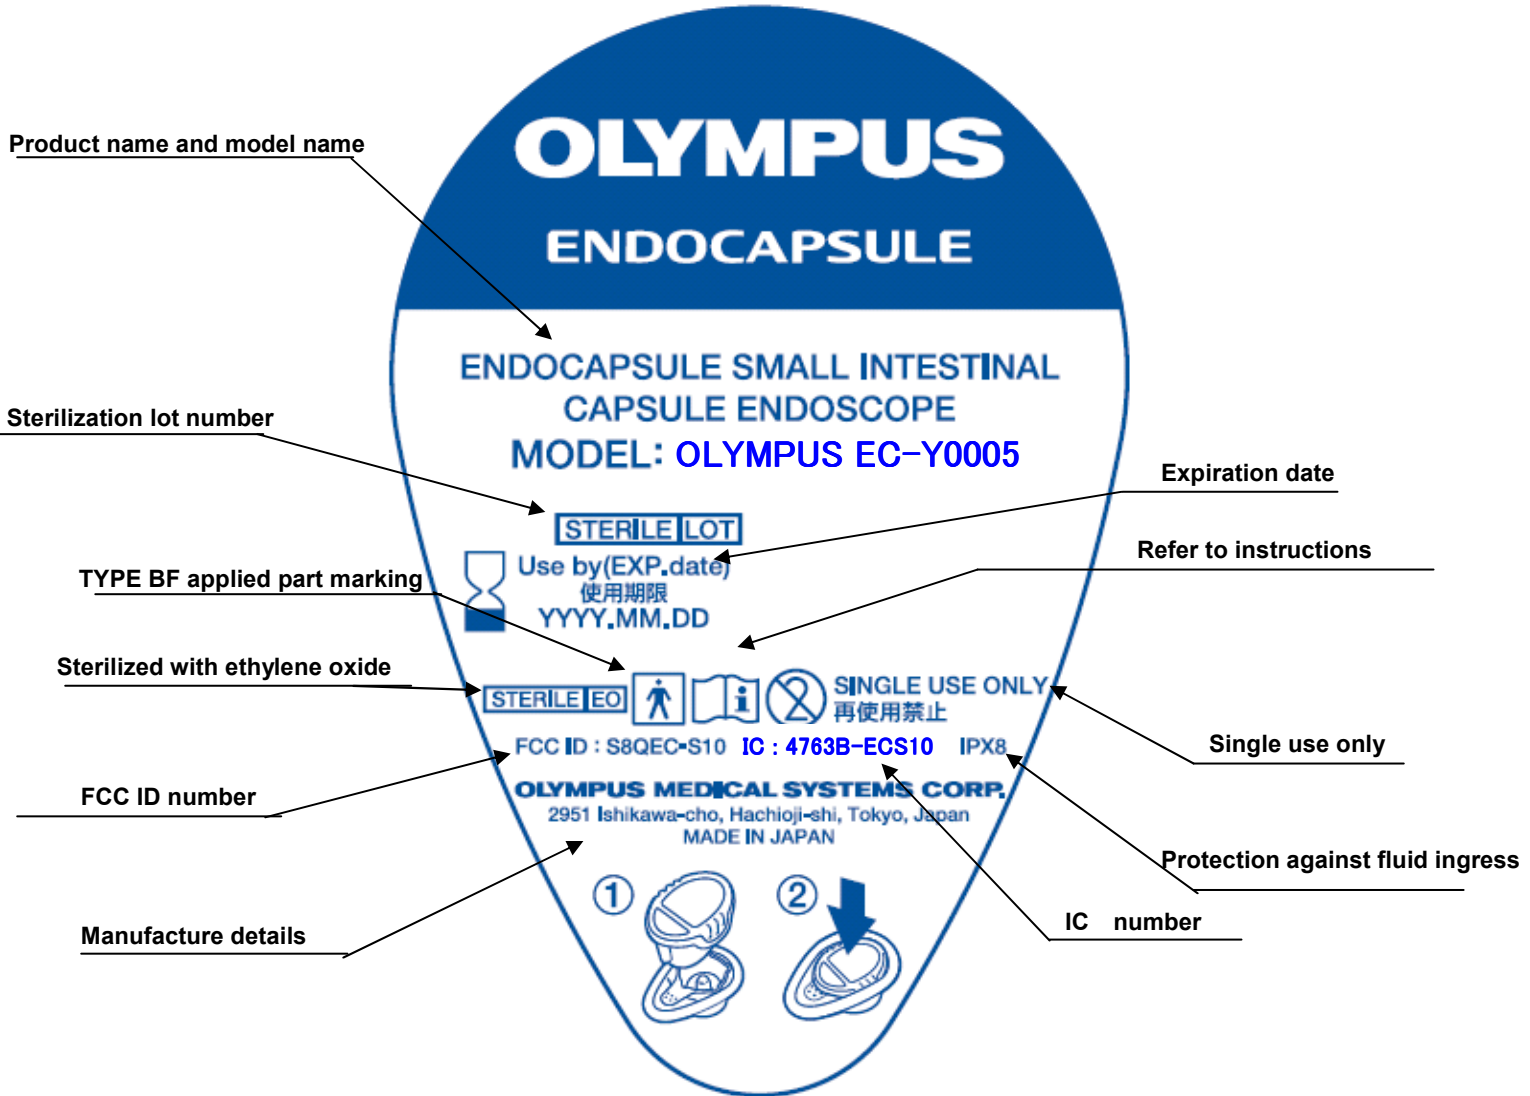 OLYMPUS
Product name and model name
ENDOCAPSULE
ENDOCAPSULE SMALL INTESTINAL
CAPSULE ENDOSCOPE
Sterilization lot number
MODEL: OLYMPUS EC-Y0005
Expiration date
STERILE LOT
Refer to instructions
Use by(EXP.date)
TYPE BF applied part marking
使用期限
YYYY.MM.DD
Sterilized with ethylene oxide
STERILE EO
i
2
SINGLE USE ONLY
再使用禁止
FCC ID : S8QEC-S10 IC : 4763B-ECS10 IPX8
Single use only
FCC ID number
OLYMPUS MEDICAL SYSTEMS CORP.
2951 Ishikawa-cho, Hachioji-shi, Tokyo, Japan
MADE IN JAPAN
Protection against fluid ingress
① ②
IC number
Manufacture details